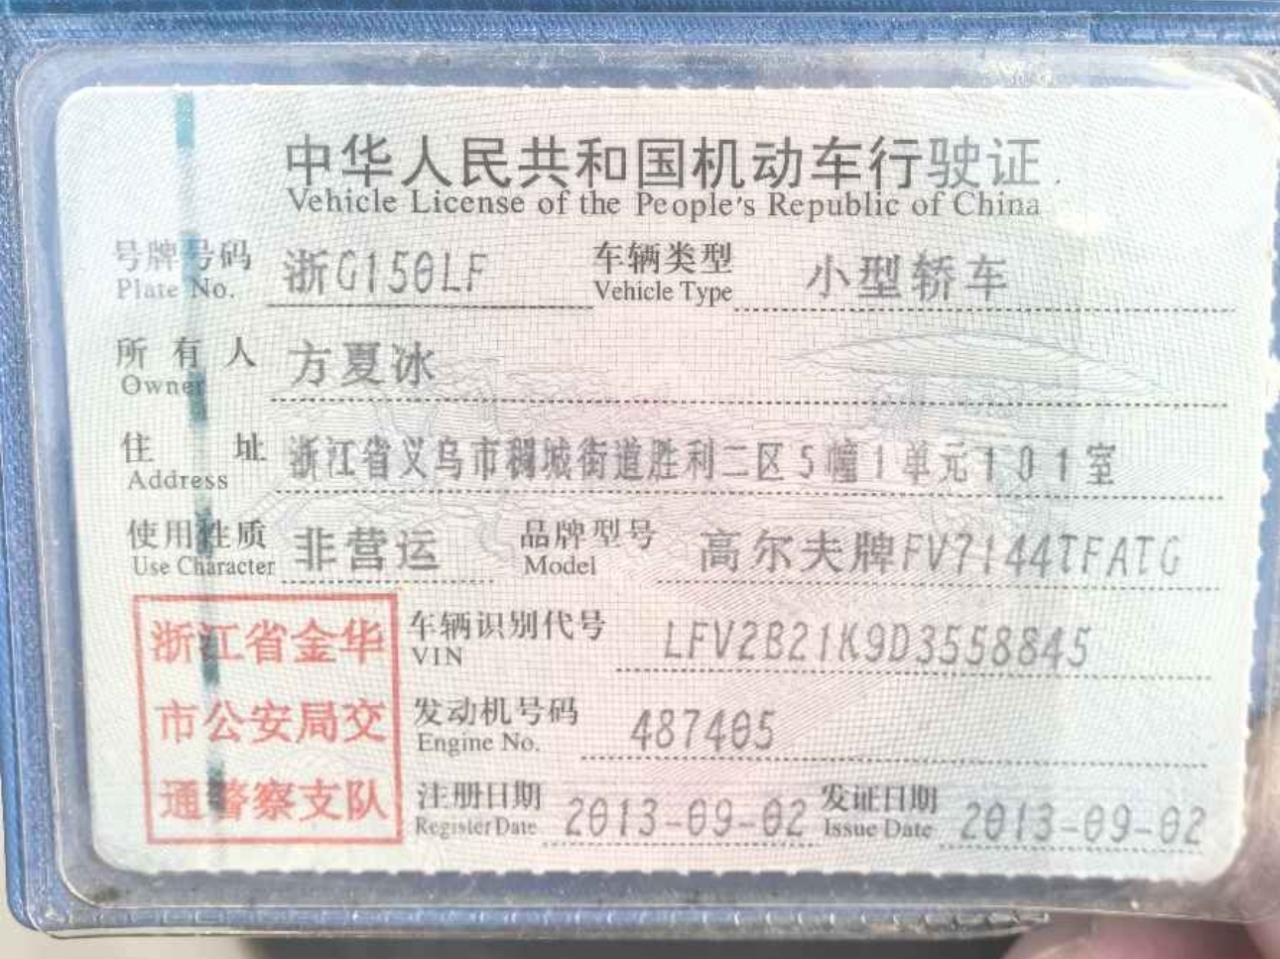 中华人民共和国机动车行驶证
Vehicle License of the People's Republic of China
号牌号码 浙G150LF 车辆类型 小型轿车
Plate No. Vehicle Type
所有人 方夏冰
Owner
住址 浙江省义乌市稠城街道胜利二区5幢1单元101室
Address
使用性质 非营运 品牌型号 高尔夫牌FV7144TFATG
Use Character Model
浙江省金华
市公安局交
通警察支队
车辆识别代号 LFV2B21K9D3558845
VIN
发动机号码 487405
Engine No.
注册日期 2013-09-02 发证日期 2013-09-02
Register Date Issue Date